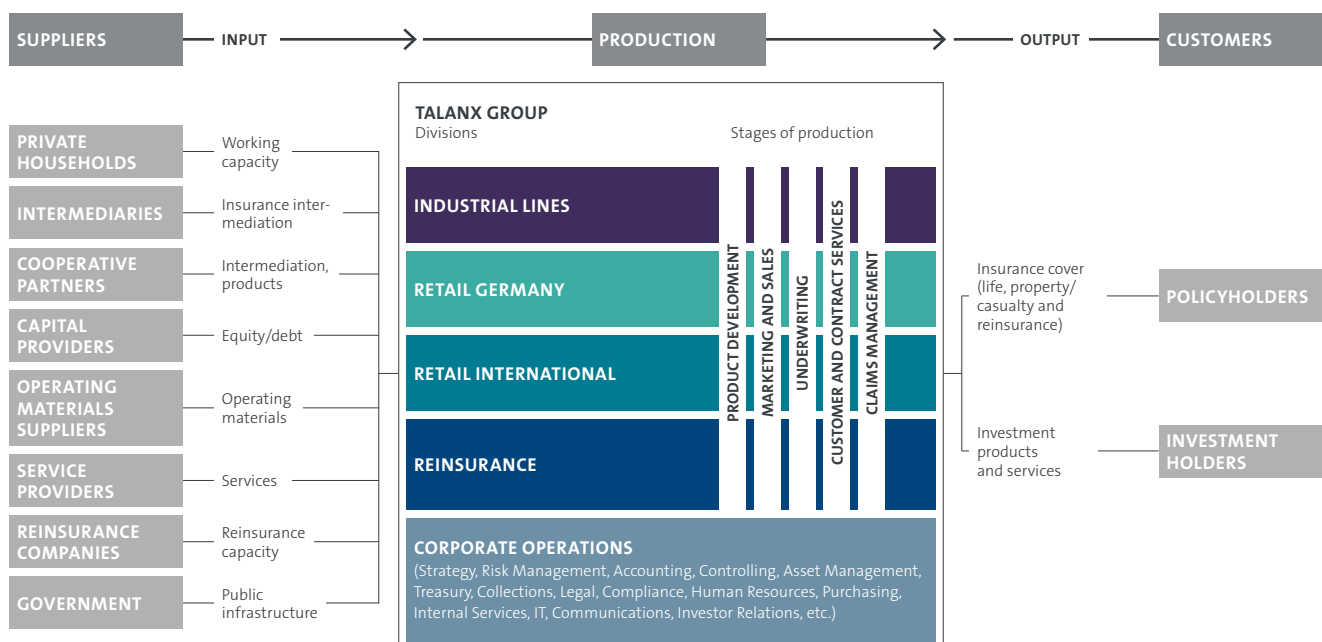 SUPPLIERS
INPUT
PRODUCTION
OUTPUT
CUSTOMERS
PRIVATE
HOUSEHOLDS
Working
capacity
INTERMEDIARIES
Insurance inter-
mediation
COOPERATIVE
PARTNERS
Intermediation,
products
CAPITAL
PROVIDERS
Equity/debt
OPERATING
MATERIALS
SUPPLIERS
Operating
materials
SERVICE
PROVIDERS
Services
REINSURANCE
COMPANIES
Reinsurance
capacity
GOVERNMENT
Public
infrastructure
TALANX GROUP
Divisions
Stages of production
INDUSTRIAL LINES
RETAIL GERMANY
RETAIL INTERNATIONAL
REINSURANCE
PRODUCT DEVELOPMENT
MARKETING AND SALES
UNDERWRITING
CUSTOMER AND CONTRACT SERVICES
CLAIMS MANAGEMENT
CORPORATE OPERATIONS
(Strategy, Risk Management, Accounting, Controlling, Asset Management,
Treasury, Collections, Legal, Compliance, Human Resources, Purchasing,
Internal Services, IT, Communications, Investor Relations, etc.)
Insurance cover
(life, property/
casualty and
reinsurance)
POLICYHOLDERS
Investment
products
and services
INVESTMENT
HOLDERS